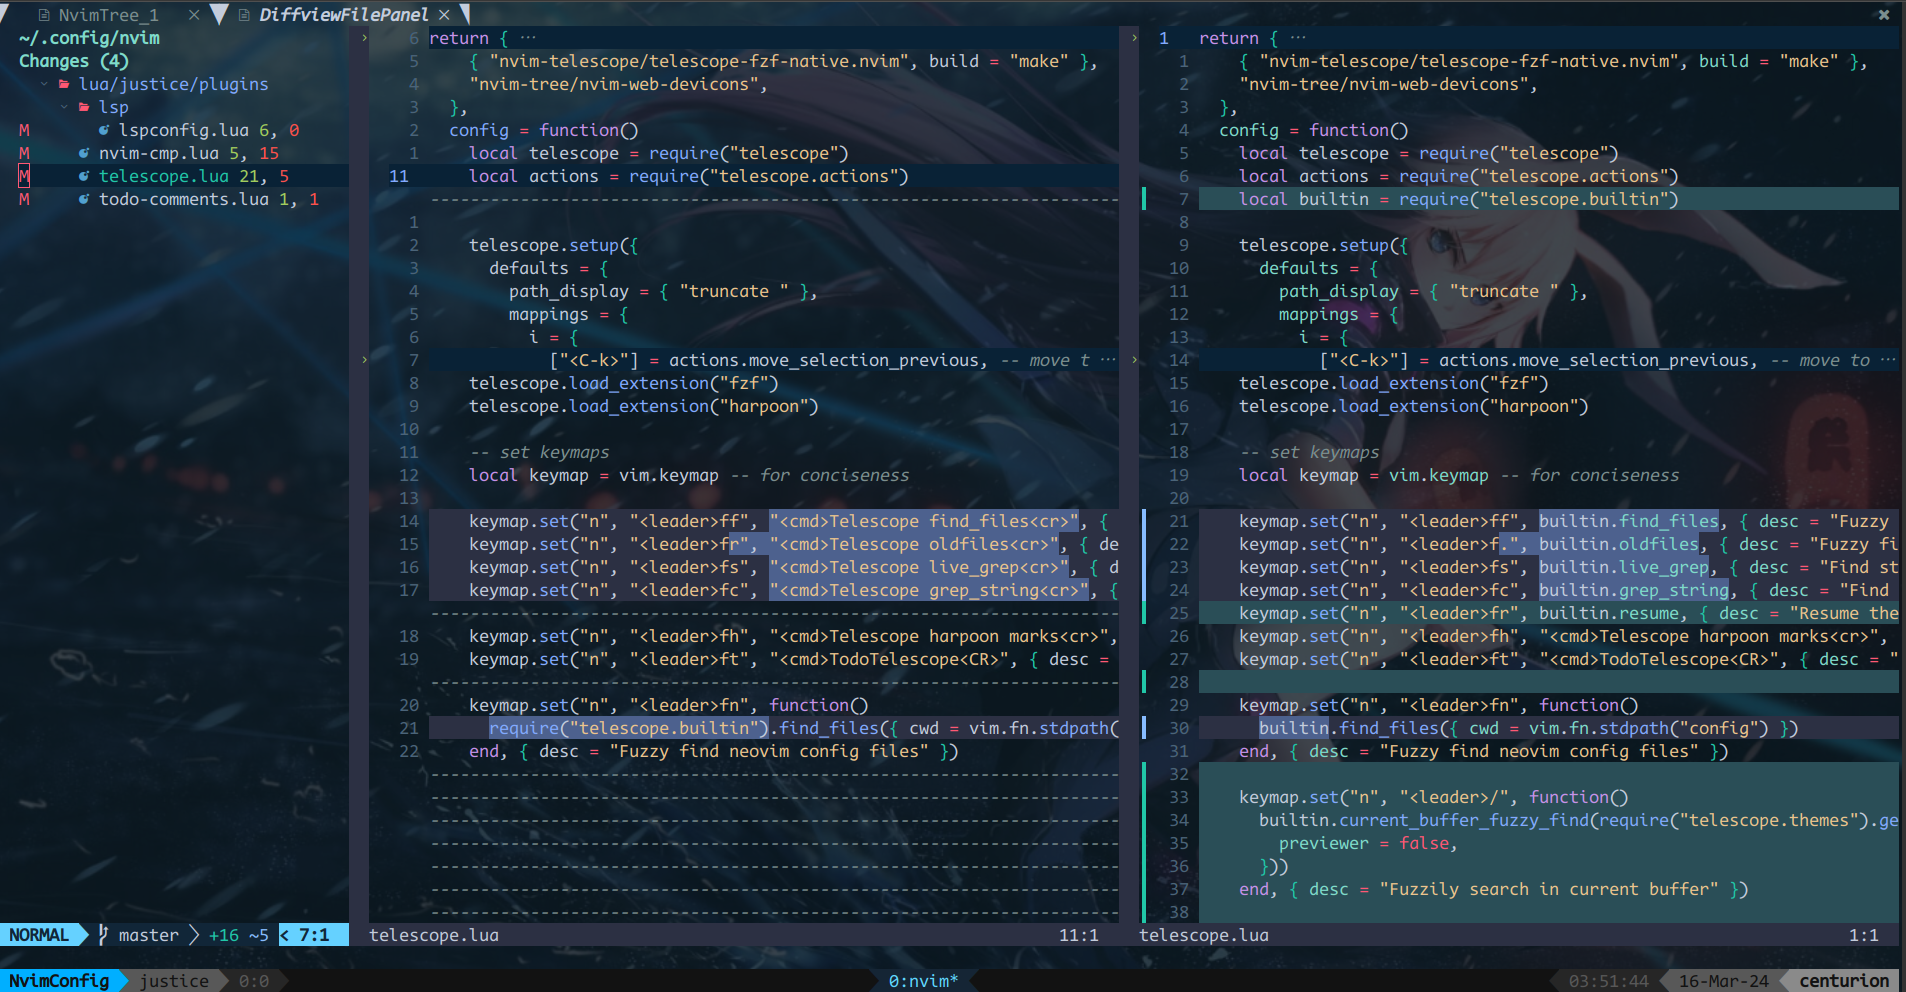 NvimTree_1 × DiffviewFilePanel ×
~/.config/nvim
Changes (4)
lua/justice/plugins
lsp
M lspconfig.lua 6, 0
M nvim-cmp.lua 5, 15
M telescope.lua 21, 5
M todo-comments.lua 1, 1
6 return { ···
5 { "nvim-telescope/telescope-fzf-native.nvim", build = "make" },
4 "nvim-tree/nvim-web-devicons",
3 },
2 config = function()
1 local telescope = require("telescope")
11 local actions = require("telescope.actions")
1
2 telescope.setup({
3 defaults = {
4 path_display = { "truncate " },
5 mappings = {
6 i = {
7 ["<C-k>"] = actions.move_selection_previous, -- move t ···
8 telescope.load_extension("fzf")
9 telescope.load_extension("harpoon")
10
11 -- set keymaps
12 local keymap = vim.keymap -- for conciseness
13
14 keymap.set("n", "<leader>ff", "<cmd>Telescope find_files<cr>", {
15 keymap.set("n", "<leader>fr", "<cmd>Telescope oldfiles<cr>", { de
16 keymap.set("n", "<leader>fs", "<cmd>Telescope live_grep<cr>", { d
17 keymap.set("n", "<leader>fc", "<cmd>Telescope grep_string<cr>", {
18 keymap.set("n", "<leader>fh", "<cmd>Telescope harpoon marks<cr>",
19 keymap.set("n", "<leader>ft", "<cmd>TodoTelescope<CR>", { desc =
20 keymap.set("n", "<leader>fn", function()
21 require("telescope.builtin").find_files({ cwd = vim.fn.stdpath(
22 end, { desc = "Fuzzy find neovim config files" })
1 return { ···
1 { "nvim-telescope/telescope-fzf-native.nvim", build = "make" },
2 "nvim-tree/nvim-web-devicons",
3 },
4 config = function()
5 local telescope = require("telescope")
6 local actions = require("telescope.actions")
7 local builtin = require("telescope.builtin")
8
9 telescope.setup({
10 defaults = {
11 path_display = { "truncate " },
12 mappings = {
13 i = {
14 ["<C-k>"] = actions.move_selection_previous, -- move to ···
15 telescope.load_extension("fzf")
16 telescope.load_extension("harpoon")
17
18 -- set keymaps
19 local keymap = vim.keymap -- for conciseness
20
21 keymap.set("n", "<leader>ff", builtin.find_files, { desc = "Fuzzy
22 keymap.set("n", "<leader>f.", builtin.oldfiles, { desc = "Fuzzy fi
23 keymap.set("n", "<leader>fs", builtin.live_grep, { desc = "Find st
24 keymap.set("n", "<leader>fc", builtin.grep_string, { desc = "Find
25 keymap.set("n", "<leader>fr", builtin.resume, { desc = "Resume the
26 keymap.set("n", "<leader>fh", "<cmd>Telescope harpoon marks<cr>",
27 keymap.set("n", "<leader>ft", "<cmd>TodoTelescope<CR>", { desc = "
28
29 keymap.set("n", "<leader>fn", function()
30 builtin.find_files({ cwd = vim.fn.stdpath("config") })
31 end, { desc = "Fuzzy find neovim config files" })
32
33 keymap.set("n", "<leader>/", function()
34 builtin.current_buffer_fuzzy_find(require("telescope.themes").ge
35 previewer = false,
36 }))
37 end, { desc = "Fuzzily search in current buffer" })
38
NORMAL master +16 ~5 < 7:1 telescope.lua 11:1 telescope.lua 1:1
NvimConfig justice 0:0 0:nvim* 03:51:44 16-Mar-24 centurion